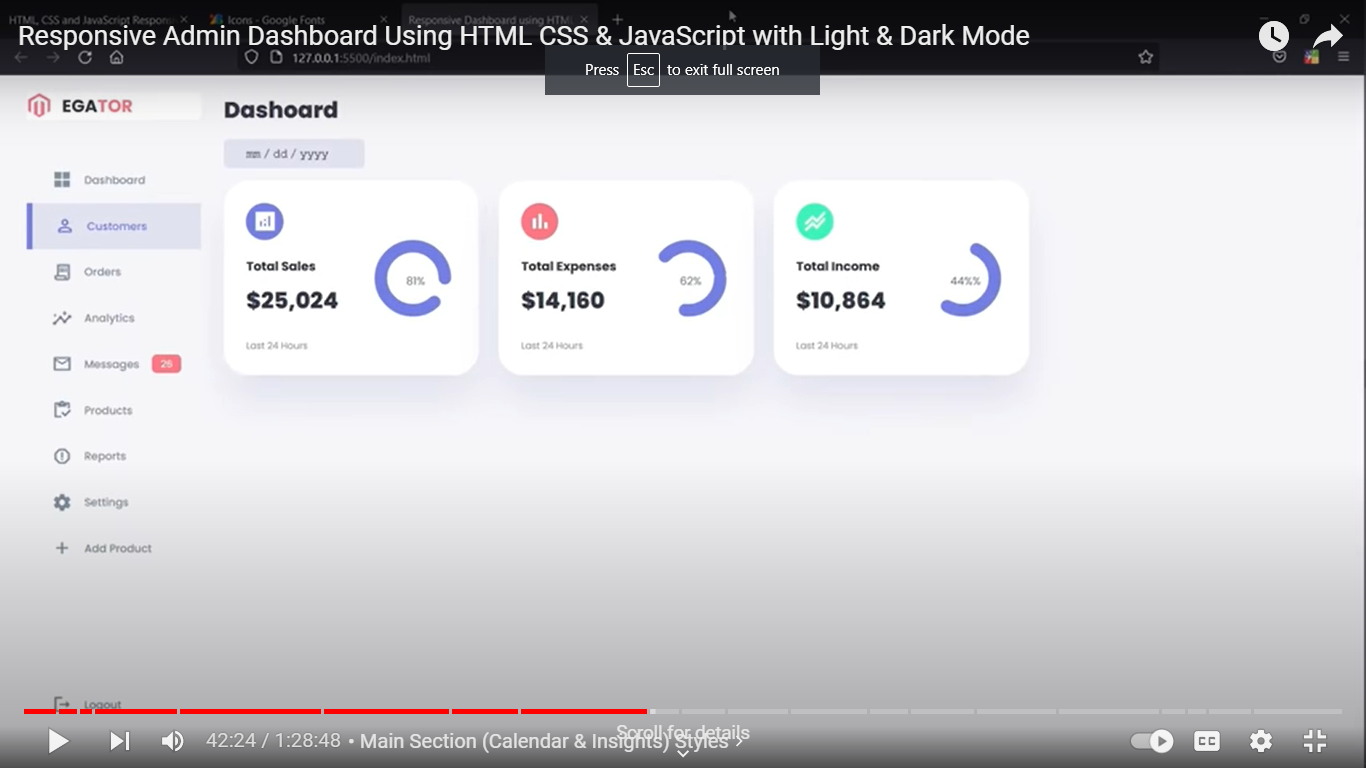 HTML, CSS and JavaScript Respon
Icons - Google Fonts
Responsive Dashboard using HTML
Responsive Admin Dashboard Using HTML CSS & JavaScript with Light & Dark Mode
127.0.0.1:5500/index.html
Press Esc to exit full screen
EGATOR
Dashoard
mm / dd / yyyy
Dashboard
Customers
Orders
Analytics
Messages 26
Products
Reports
Settings
Add Product
Logout
Total Sales
$25,024
81%
Last 24 Hours
Total Expenses
$14,160
62%
Last 24 Hours
Total Income
$10,864
44%%
Last 24 Hours
Scroll for details
42:24 / 1:28:48 • Main Section (Calendar & Insights) Styles
CC